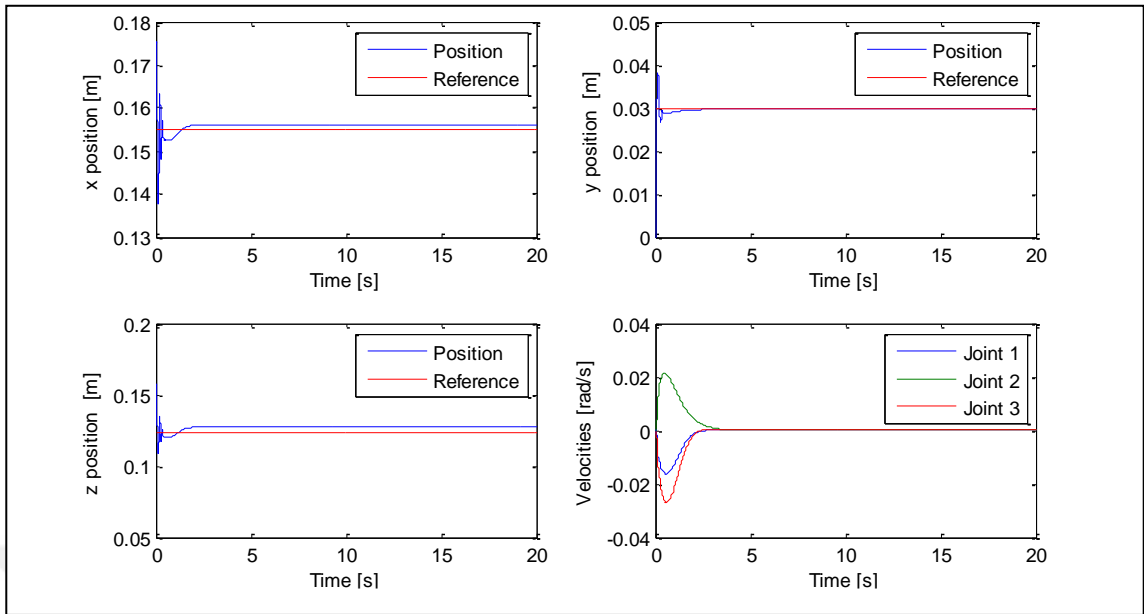 0.18
0.17
0.16
0.15
0.14
0.13
x position [m]
0 5 10 15 20
Time [s]
Position
Reference
0.05
0.04
0.03
0.02
0.01
0
y position [m]
0 5 10 15 20
Time [s]
Position
Reference
0.2
0.15
0.1
0.05
z position [m]
0 5 10 15 20
Time [s]
Position
Reference
0.04
0.02
0
-0.02
-0.04
Velocities [rad/s]
0 5 10 15 20
Time [s]
Joint 1
Joint 2
Joint 3